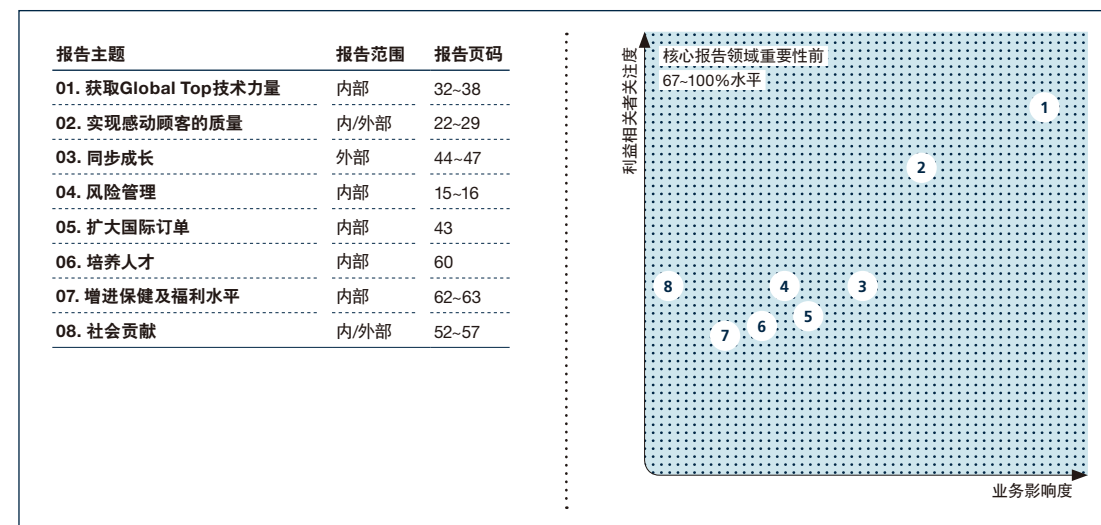 报告主题 报告范围 报告页码
01. 获取Global Top技术力量 内部 32~38
02. 实现感动顾客的质量 内/外部 22~29
03. 同步成长 外部 44~47
04. 风险管理 内部 15~16
05. 扩大国际订单 内部 43
06. 培养人才 内部 60
07. 增进保健及福利水平 内部 62~63
08. 社会贡献 内/外部 52~57
利益相关者关注度
核心报告领域重要性前
67~100%水平
1
2
8
4
3
5
6
7
业务影响度